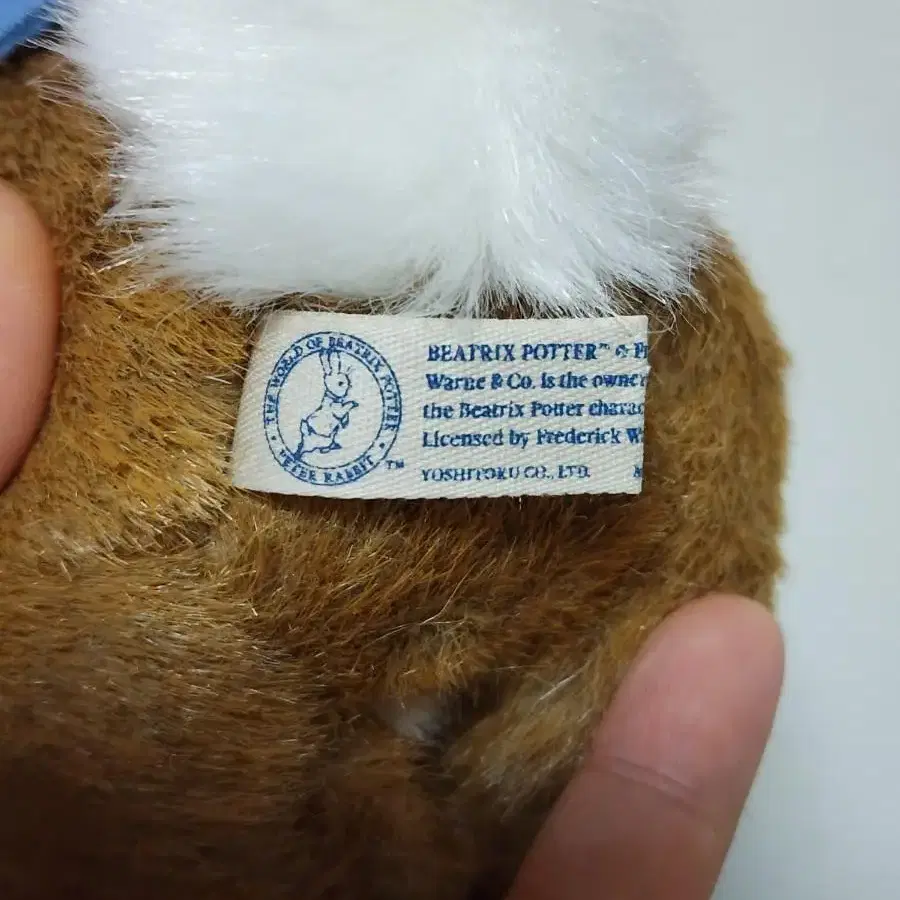 THE WORLD OF BEATRIX POTTER
PETER RABBIT
TM
BEATRIX POTTER™ © F
Warne & Co. is the owner
the Beatrix Potter charac
Licensed by Frederick W
YOSHITOKU CO., LTD.